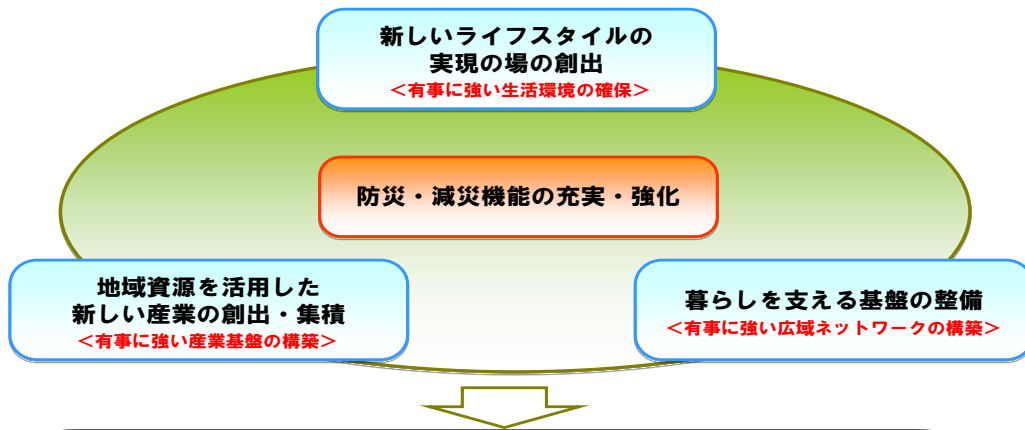 新しいライフスタイルの
実現の場の創出
＜有事に強い生活環境の確保＞
防災・減災機能の充実・強化
地域資源を活用した
新しい産業の創出・集積
＜有事に強い産業基盤の構築＞
暮らしを支える基盤の整備
＜有事に強い広域ネットワークの構築＞